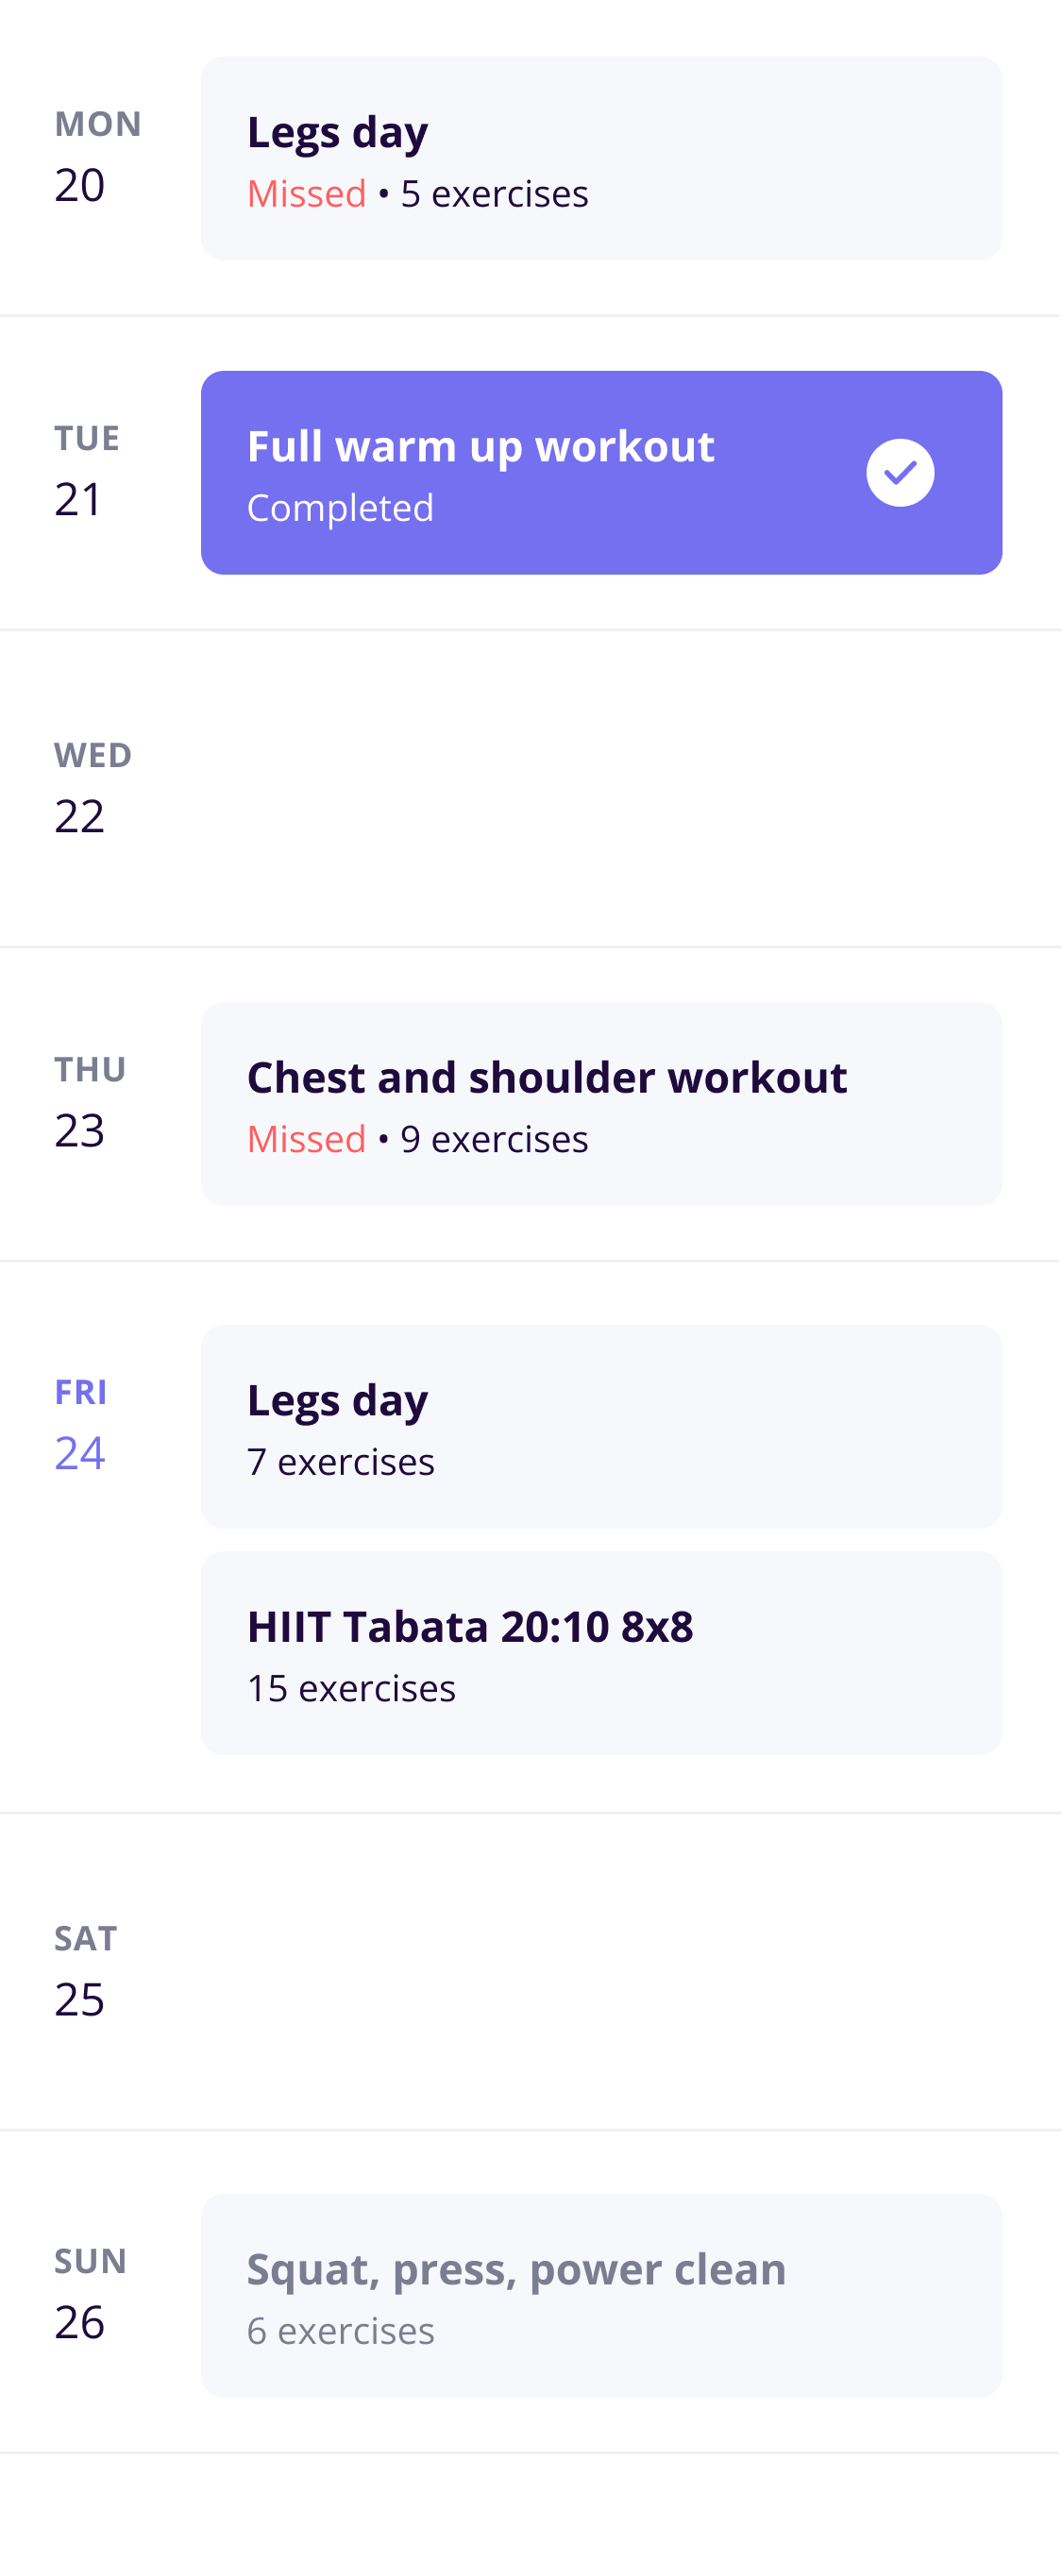 MON
20
Legs day
Missed • 5 exercises
TUE
21
Full warm up workout
Completed
WED
22
THU
23
Chest and shoulder workout
Missed • 9 exercises
FRI
24
Legs day
7 exercises
HIIT Tabata 20:10 8x8
15 exercises
SAT
25
SUN
26
Squat, press, power clean
6 exercises